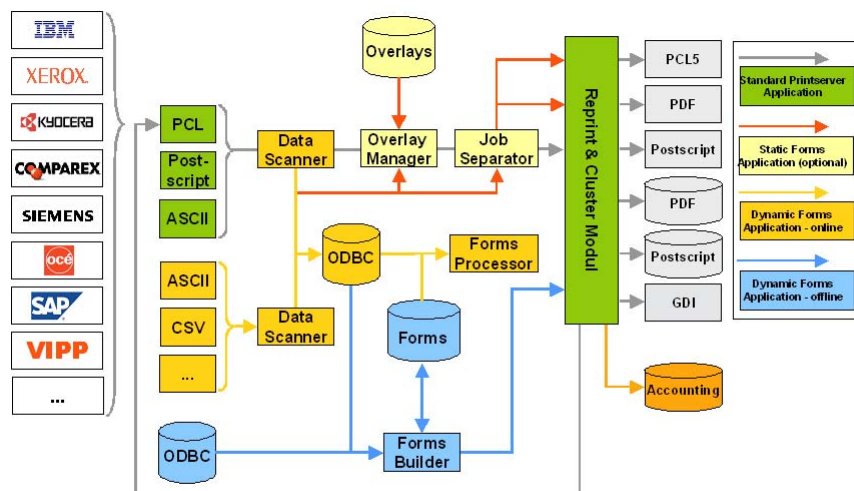 IBM
XEROX.
KYOCERA
COMPAREX
SIEMENS
océ
SAP
VIPP
...
PCL
Post-
script
ASCII
ASCII
CSV
...
ODBC
Data
Scanner
Data
Scanner
Overlays
Overlay
Manager
Job
Separator
ODBC
Forms
Processor
Forms
Forms
Builder
Reprint & Cluster Modul
PCL5
PDF
Postscript
PDF
Postscript
GDI
Accounting
Standard Printserver
Application
Static Forms
Application (optional)
Dynamic Forms
Application - online
Dynamic Forms
Application - offline